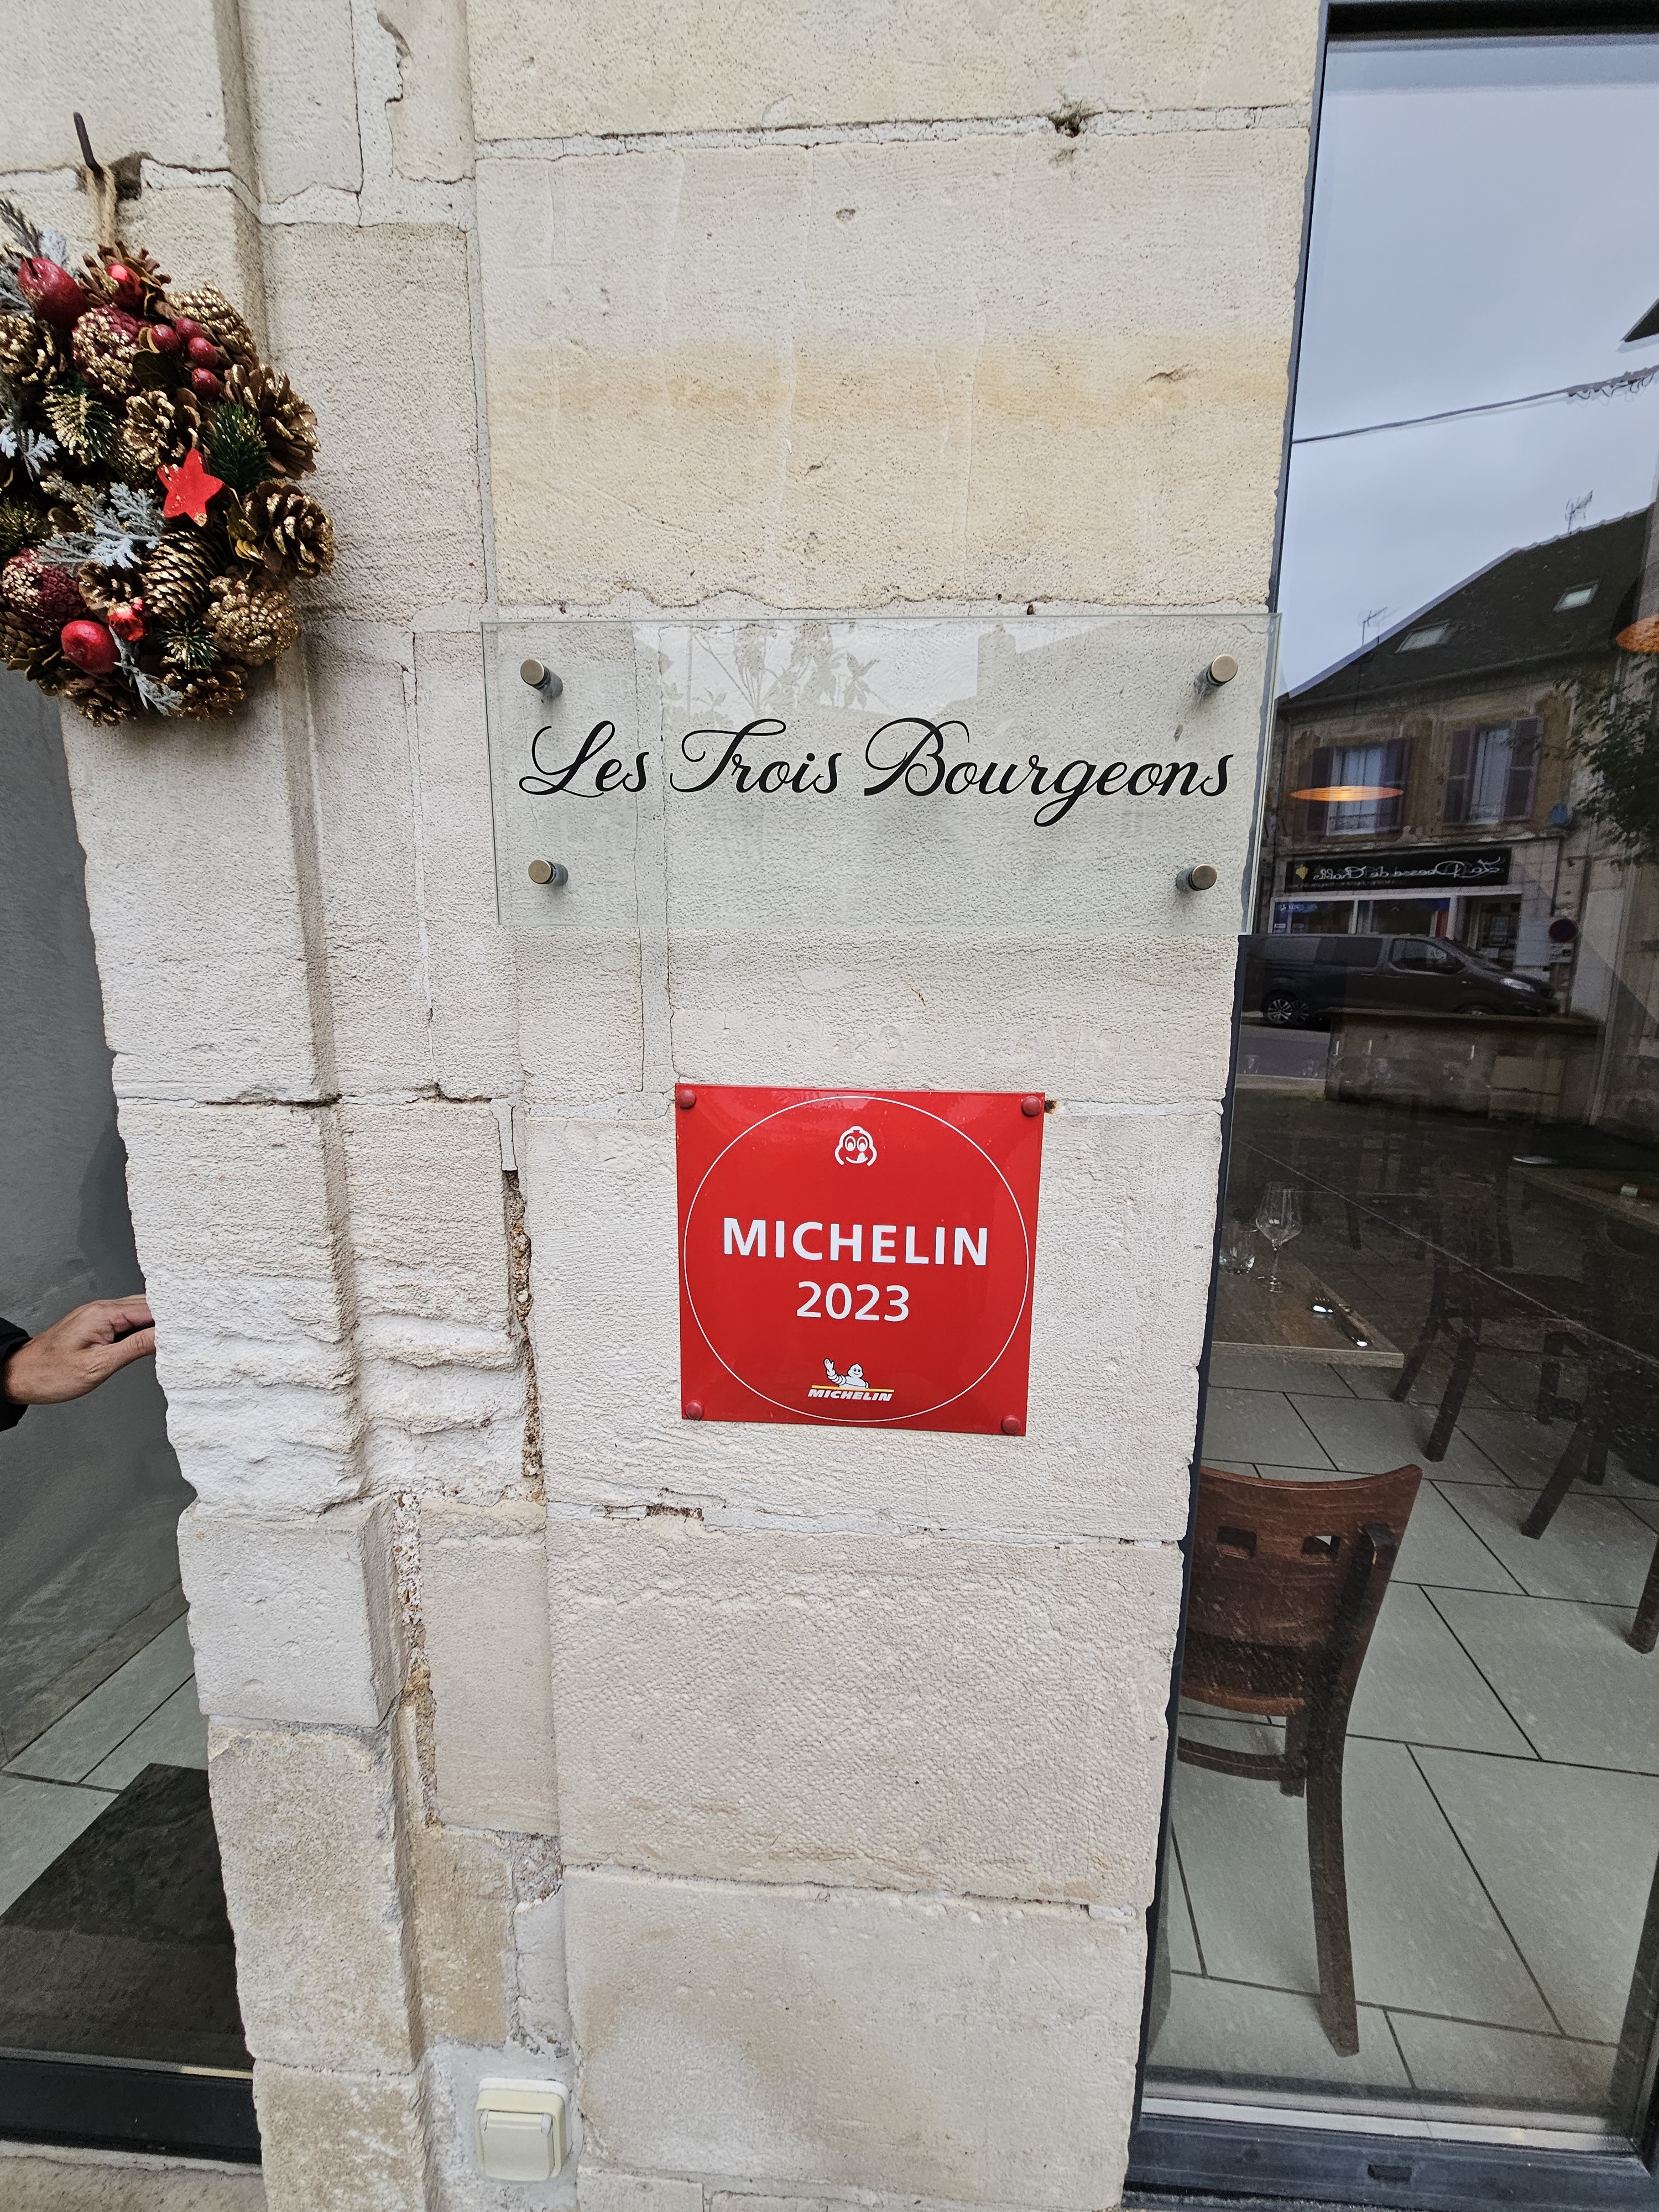 Les Trois Bourgeons
MICHELIN
2023
MICHELIN